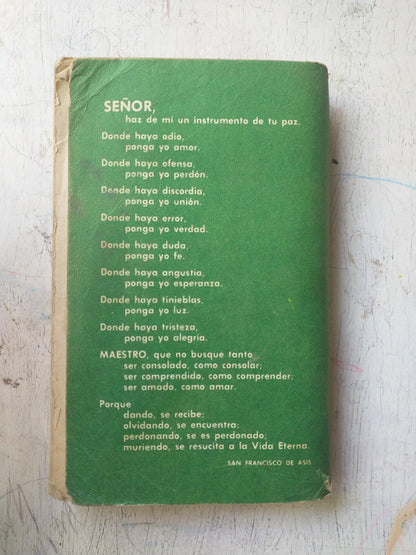 SEÑOR,
haz de mí un instrumento de tu paz.
Donde haya odio,
ponga yo amor.
Donde haya ofensa,
ponga yo perdón.
Donde haya discordia,
ponga yo unión.
Donde haya error,
ponga yo verdad.
Donde haya duda,
ponga yo fe.
Donde haya angustia,
ponga yo esperanza.
Donde haya tinieblas,
ponga yo luz.
Donde haya tristeza,
ponga yo alegría.
MAESTRO, que no busque tanto
ser consolado, como consolar;
ser comprendido, como comprender;
ser amado, como amar.
Porque
dando, se recibe;
olvidando, se encuentra;
perdonando, se es perdonado;
muriendo, se resucita a la Vida Eterna.
SAN FRANCISCO DE ASIS